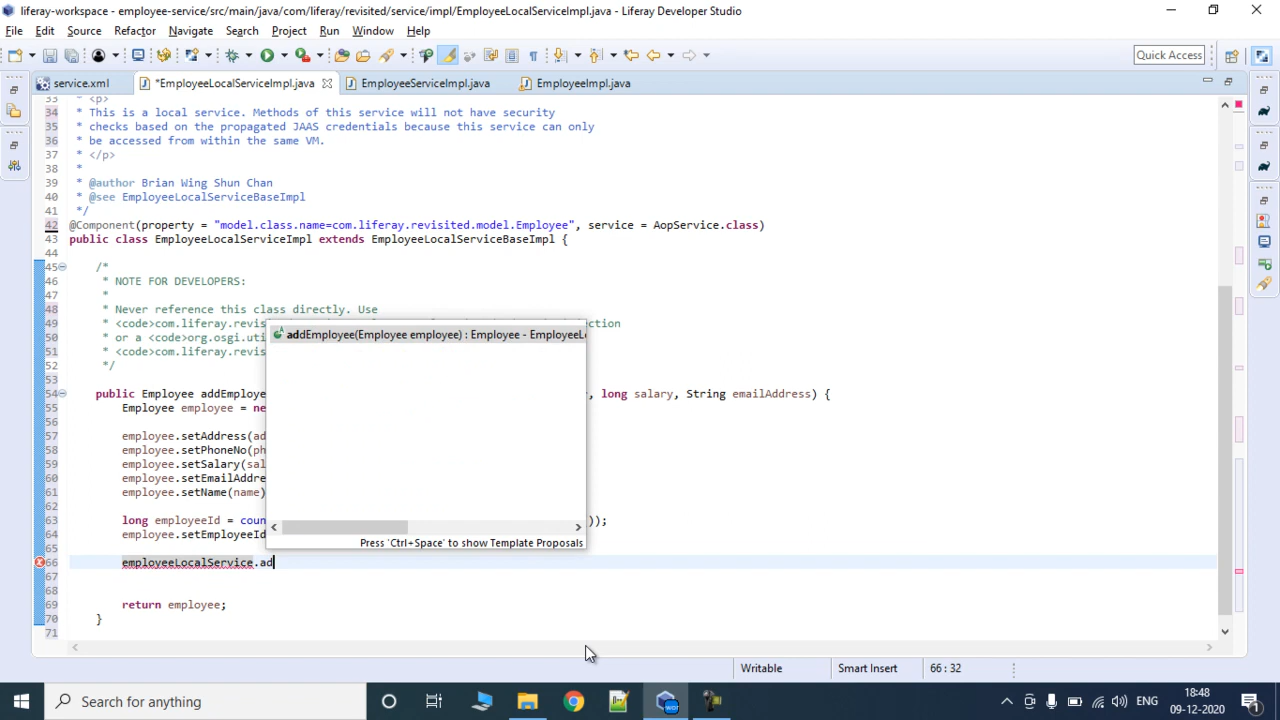 liferay-workspace - employee-service/src/main/java/com/liferay/revisited/service/impl/EmployeeLocalServiceImpl.java - Liferay Developer Studio
File Edit Source Refactor Navigate Search Project Run Window Help
Quick Access
service.xml *EmployeeLocalServiceImpl.java EmployeeServiceImpl.java EmployeeImpl.java
33 * <p>
34 * This is a local service. Methods of this service will not have security
35 * checks based on the propagated JAAS credentials because this service can only
36 * be accessed from within the same VM.
37 * </p>
38 *
39 * @author Brian Wing Shun Chan
40 * @see EmployeeLocalServiceBaseImpl
41 */
42 @Component(property = "model.class.name=com.liferay.revisited.model.Employee", service = AopService.class)
43 public class EmployeeLocalServiceImpl extends EmployeeLocalServiceBaseImpl {
44
45 /*
46 * NOTE FOR DEVELOPERS:
47 *
48 * Never reference this class directly. Use
49 * <code>com.liferay.revis
50 * or a <code>org.osgi.uti
51 * <code>com.liferay.revis
52 */
53
54 public Employee addEmploye , long salary, String emailAddress) {
55 Employee employee = ne
56
57 employee.setAddress(ad
58 employee.setPhoneNo(ph
59 employee.setSalary(sal
60 employee.setEmailAddre
61 employee.setName(name)
62
63 long employeeId = coun ));
64 employee.setEmployeeId
65
66 employeeLocalService.ad
67
68
69 return employee;
70 }
71
addEmployee(Employee employee) : Employee - EmployeeL
Press 'Ctrl+Space' to show Template Proposals
Writable Smart Insert 66 : 32
Search for anything
ENG
18:48
09-12-2020
1